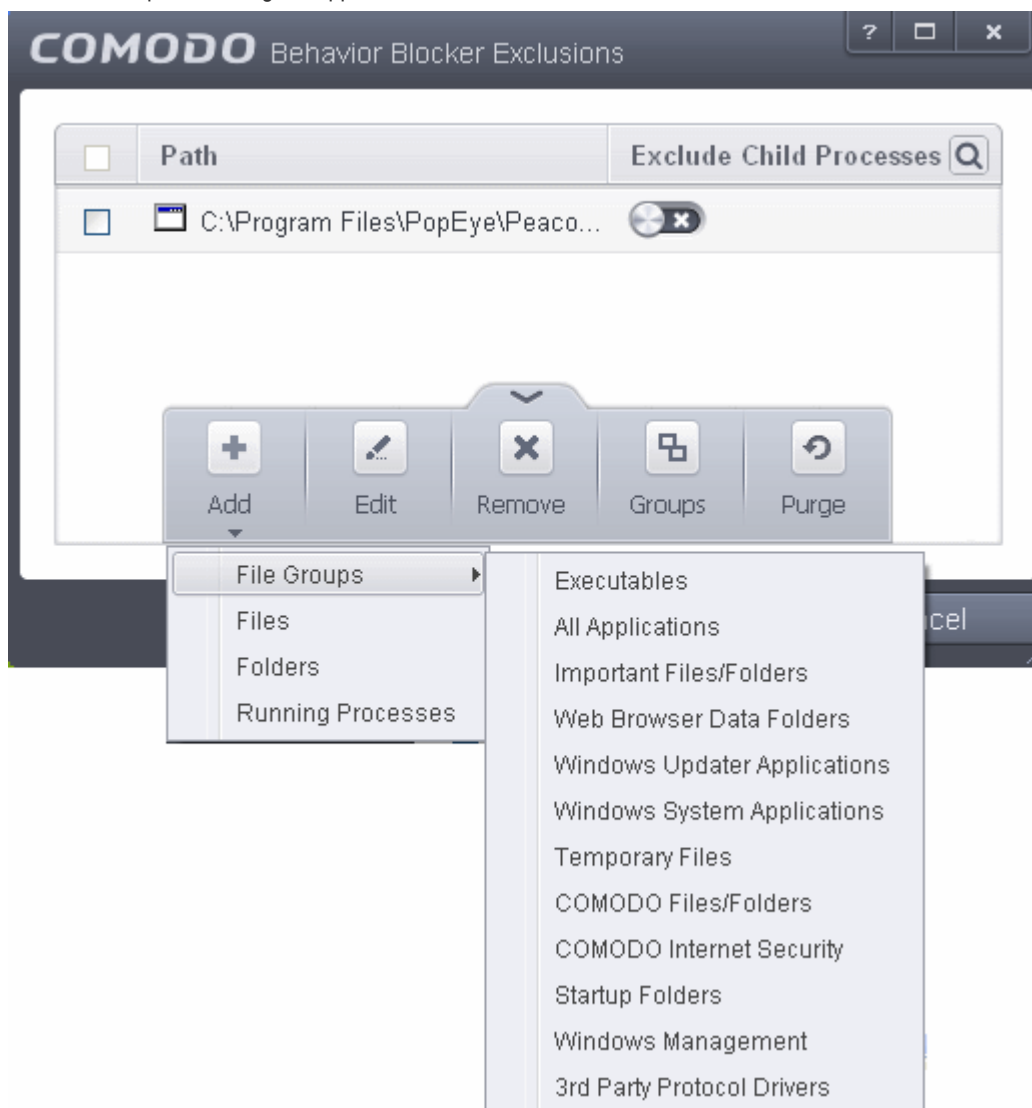 COMODO Behavior Blocker Exclusions
?
Path Exclude Child Processes
C:\Program Files\PopEye\Peaco...
Add Edit Remove Groups Purge
File Groups
Files
Folders
Running Processes
Executables
All Applications
Important Files/Folders
Web Browser Data Folders
Windows Updater Applications
Windows System Applications
Temporary Files
COMODO Files/Folders
COMODO Internet Security
Startup Folders
Windows Management
3rd Party Protocol Drivers